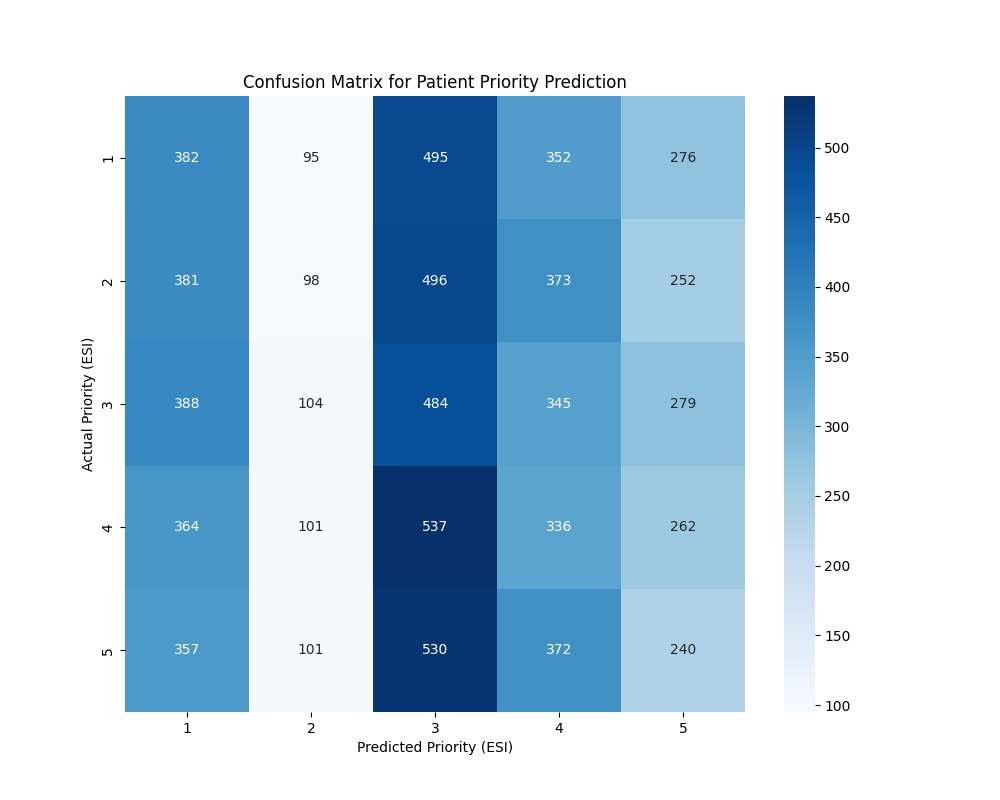 Confusion Matrix for Patient Priority Prediction
1 382 95 495 352 276
2 381 98 496 373 252
3 388 104 484 345 279
4 364 101 537 336 262
5 357 101 530 372 240
1 2 3 4 5
Predicted Priority (ESI)
Actual Priority (ESI)
500
450
400
350
300
250
200
150
100